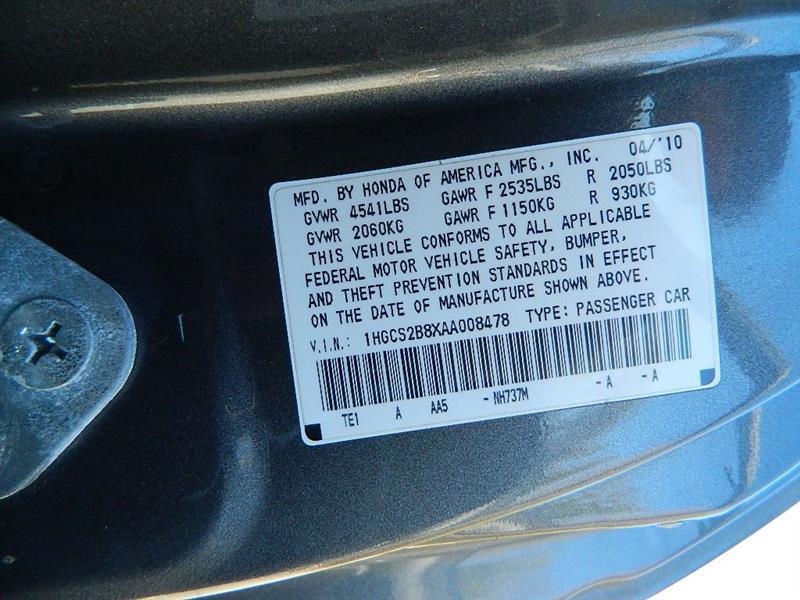 MFD. BY HONDA OF AMERICA MFG., INC. 04/'10
GVWR 4541LBS GAWR F 2535LBS R 2050LBS
GVWR 2060KG GAWR F 1150KG R 930KG
THIS VEHICLE CONFORMS TO ALL APPLICABLE
FEDERAL MOTOR VEHICLE SAFETY, BUMPER,
AND THEFT PREVENTION STANDARDS IN EFFECT
ON THE DATE OF MANUFACTURE SHOWN ABOVE.
V.I.N.: 1HGCS2B8XAA008478 TYPE: PASSENGER CAR
TE1 A AA5 - NH737M - A - A